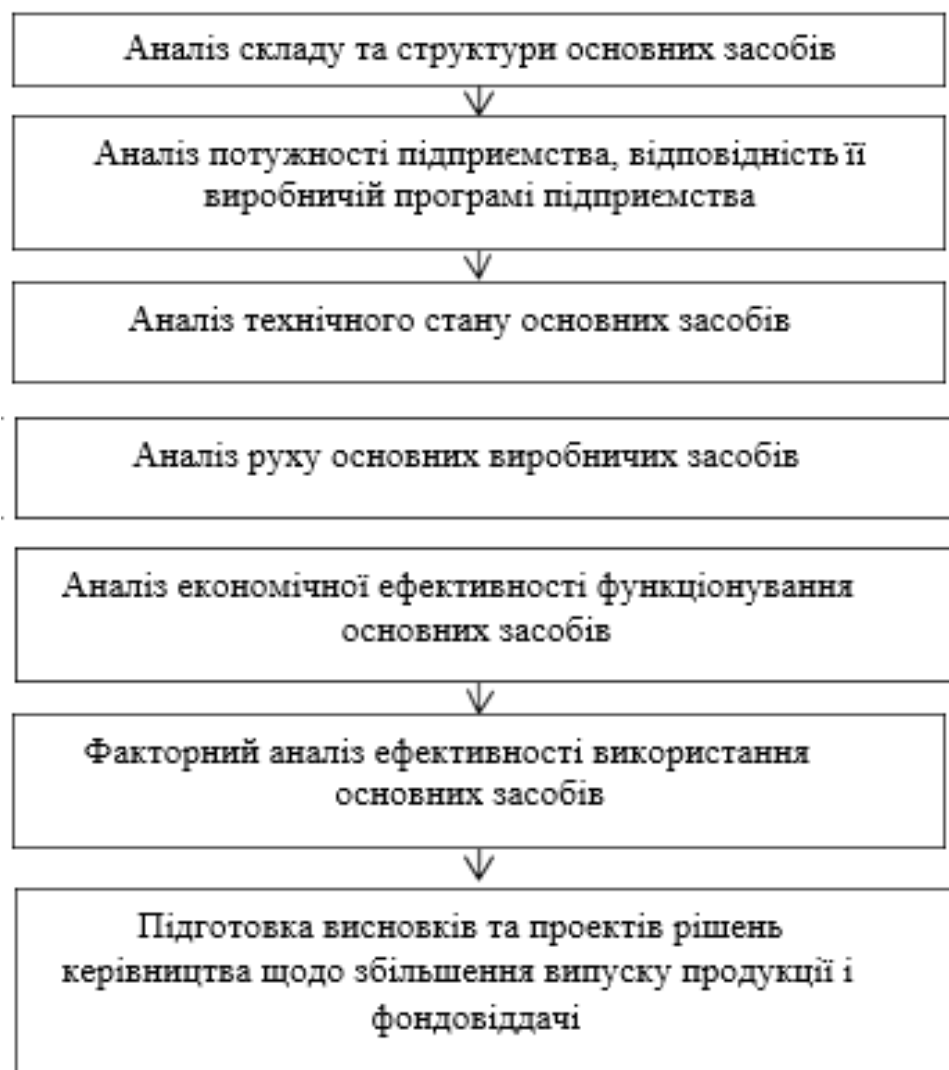 Аналіз складу та структури основних засобів
Аналіз потужності підприємства, відповідність її
виробничій програмі підприємства
Аналіз технічного стану основних засобів
Аналіз руху основних виробничих засобів
Аналіз економічної ефективності функціонування
основних засобів
Факторний аналіз ефективності використання
основних засобів
Підготовка висновків та проектів рішень
керівництва щодо збільшення випуску продукції і
фондовіддачі